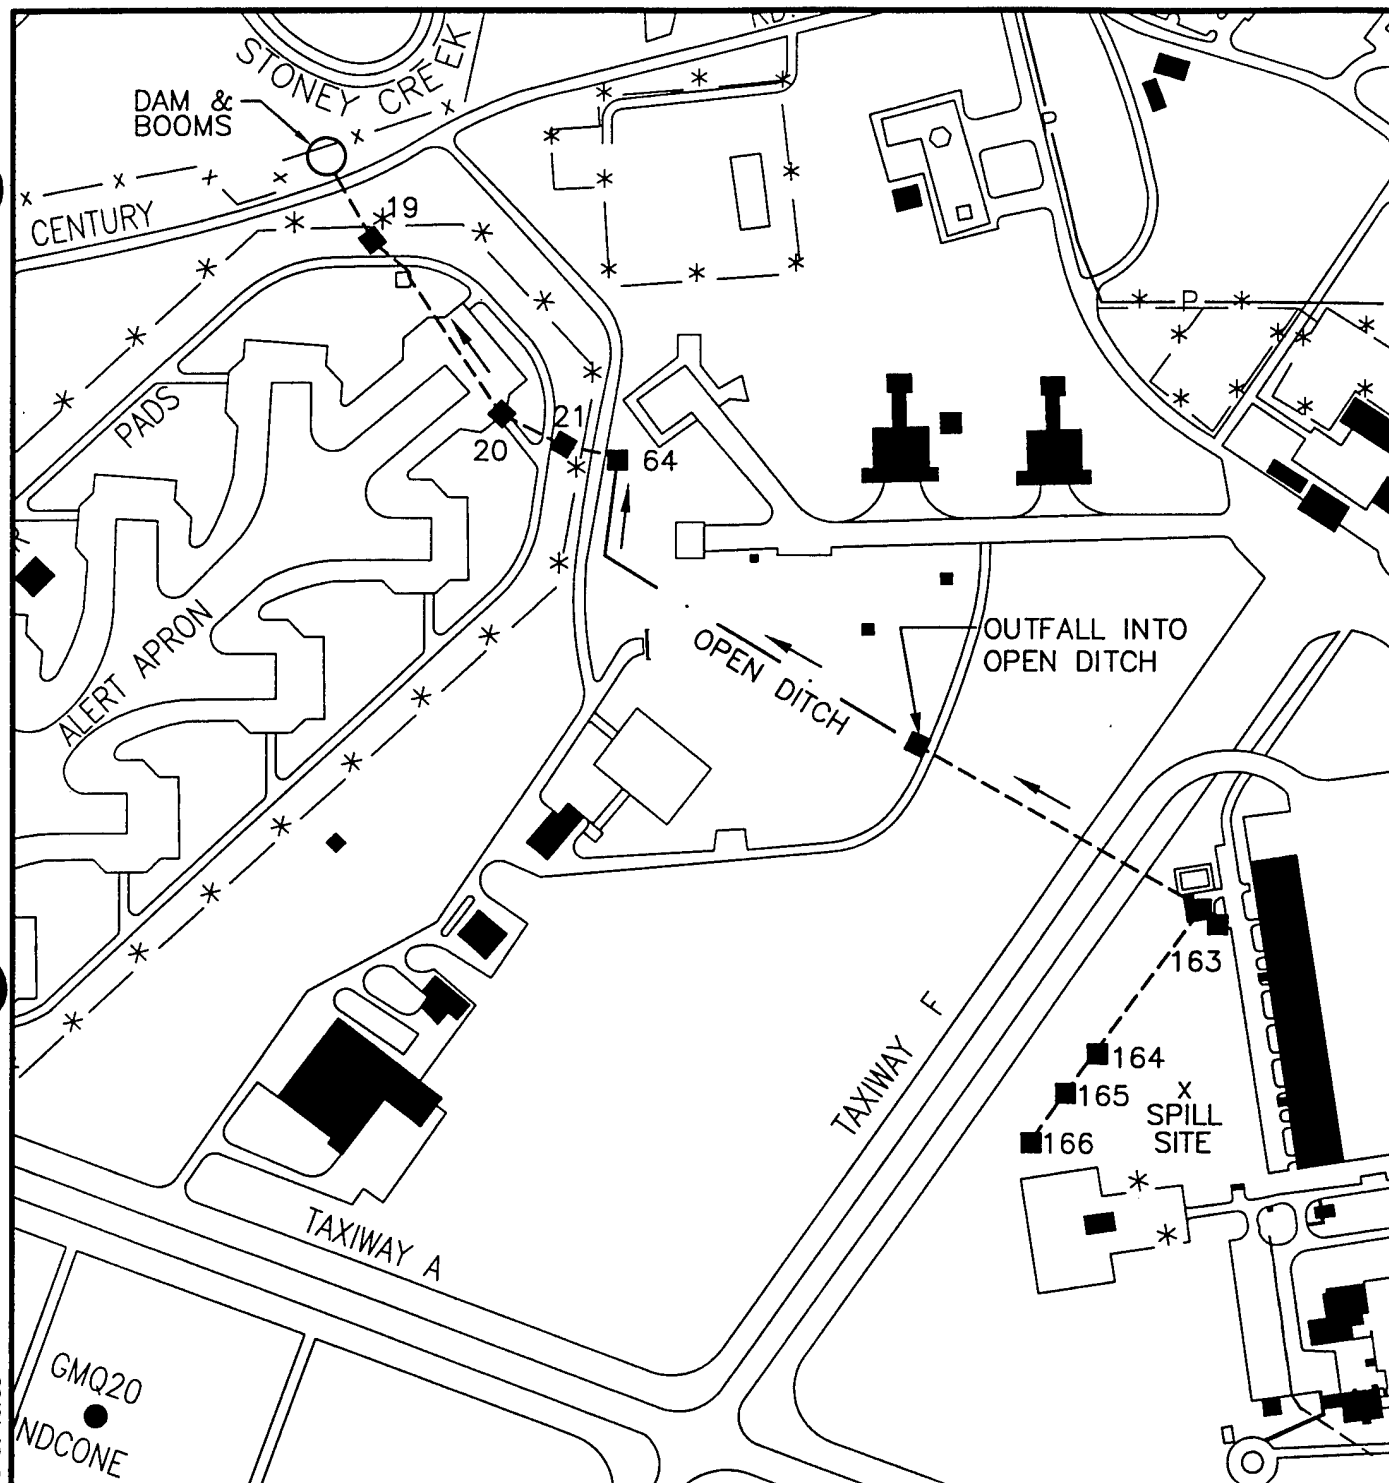 RD.
STONEY CREEK
DAM &
BOOMS
CENTURY
19
P
P
PADS
21
20
64
ALERT APRON
OPEN DITCH
OUTFALL INTO
OPEN DITCH
163
164
165
166
X
SPILL
SITE
TAXIWAY F
TAXIWAY A
GMQ20
NDCONE